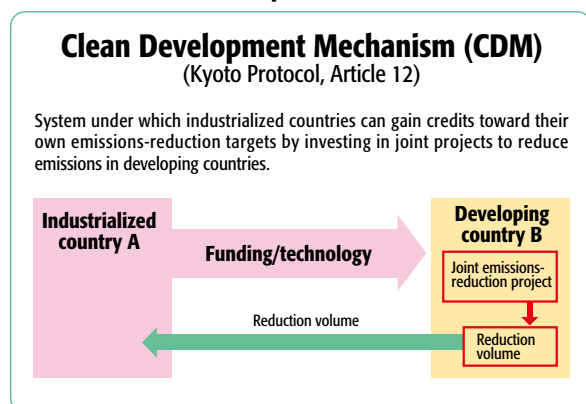 Clean Development Mechanism (CDM)
(Kyoto Protocol, Article 12)
System under which industrialized countries can gain credits toward their
own emissions-reduction targets by investing in joint projects to reduce
emissions in developing countries.
Industrialized
country A
Funding/technology
Developing
country B
Joint emissions-
reduction project
Reduction volume
Reduction
volume